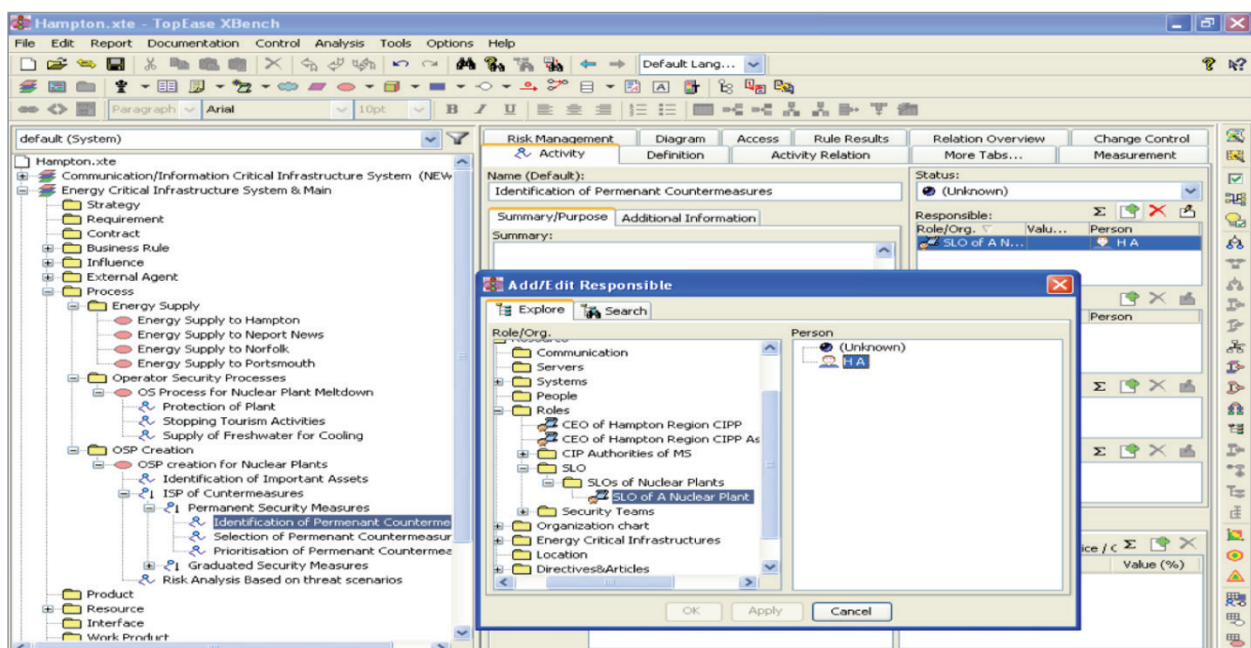 Hampton.xte - TopEase XBench
File Edit Report Documentation Control Analysis Tools Options Help
Default Lang...
Paragraph Arial 10pt B I U
default (System)
Hampton.xte
Communication/Information Critical Infrastructure System (NEW
Energy Critical Infrastructure System & Main
Strategy
Requirement
Contract
Business Rule
Influence
External Agent
Process
Energy Supply
Energy Supply to Hampton
Energy Supply to Neport News
Energy Supply to Norfolk
Energy Supply to Portsmouth
Operator Security Processes
OS Process for Nuclear Plant Meltdown
Protection of Plant
Stopping Tourism Activities
Supply of Freshwater for Cooling
OSP Creation
OSP creation for Nuclear Plants
Identification of Important Assets
ISP of Cuntermeasures
Permanent Security Measures
Identification of Permenant Counterme
Selection of Permenant Countermeasur
Prioritisation of Permenant Countermea
Graduated Security Measures
Risk Analysis Based on threat scenarios
Product
Resource
Interface
Work Product
Risk Management Diagram Access Rule Results Relation Overview Change Control
Activity Definition Activity Relation More Tabs... Measurement
Name (Default):
Identification of Permenant Countermeasures
Summary/Purpose Additional Information
Summary:
Status:
(Unknown)
Responsible:
Role/Org. Valu... Person
SLO of A N... H A
Person
ice / C
Value (%)
Add/Edit Responsible
Explore Search
Role/Org.
Resource
Communication
Servers
Systems
People
Roles
CEO of Hampton Region CIPP
CEO of Hampton Region CIPP As
CIP Authorities of MS
SLO
SLOs of Nuclear Plants
SLO of A Nuclear Plant
Security Teams
Organization chart
Energy Critical Infrastructures
Location
Directives&Articles
Person
(Unknown)
H A
OK Apply Cancel